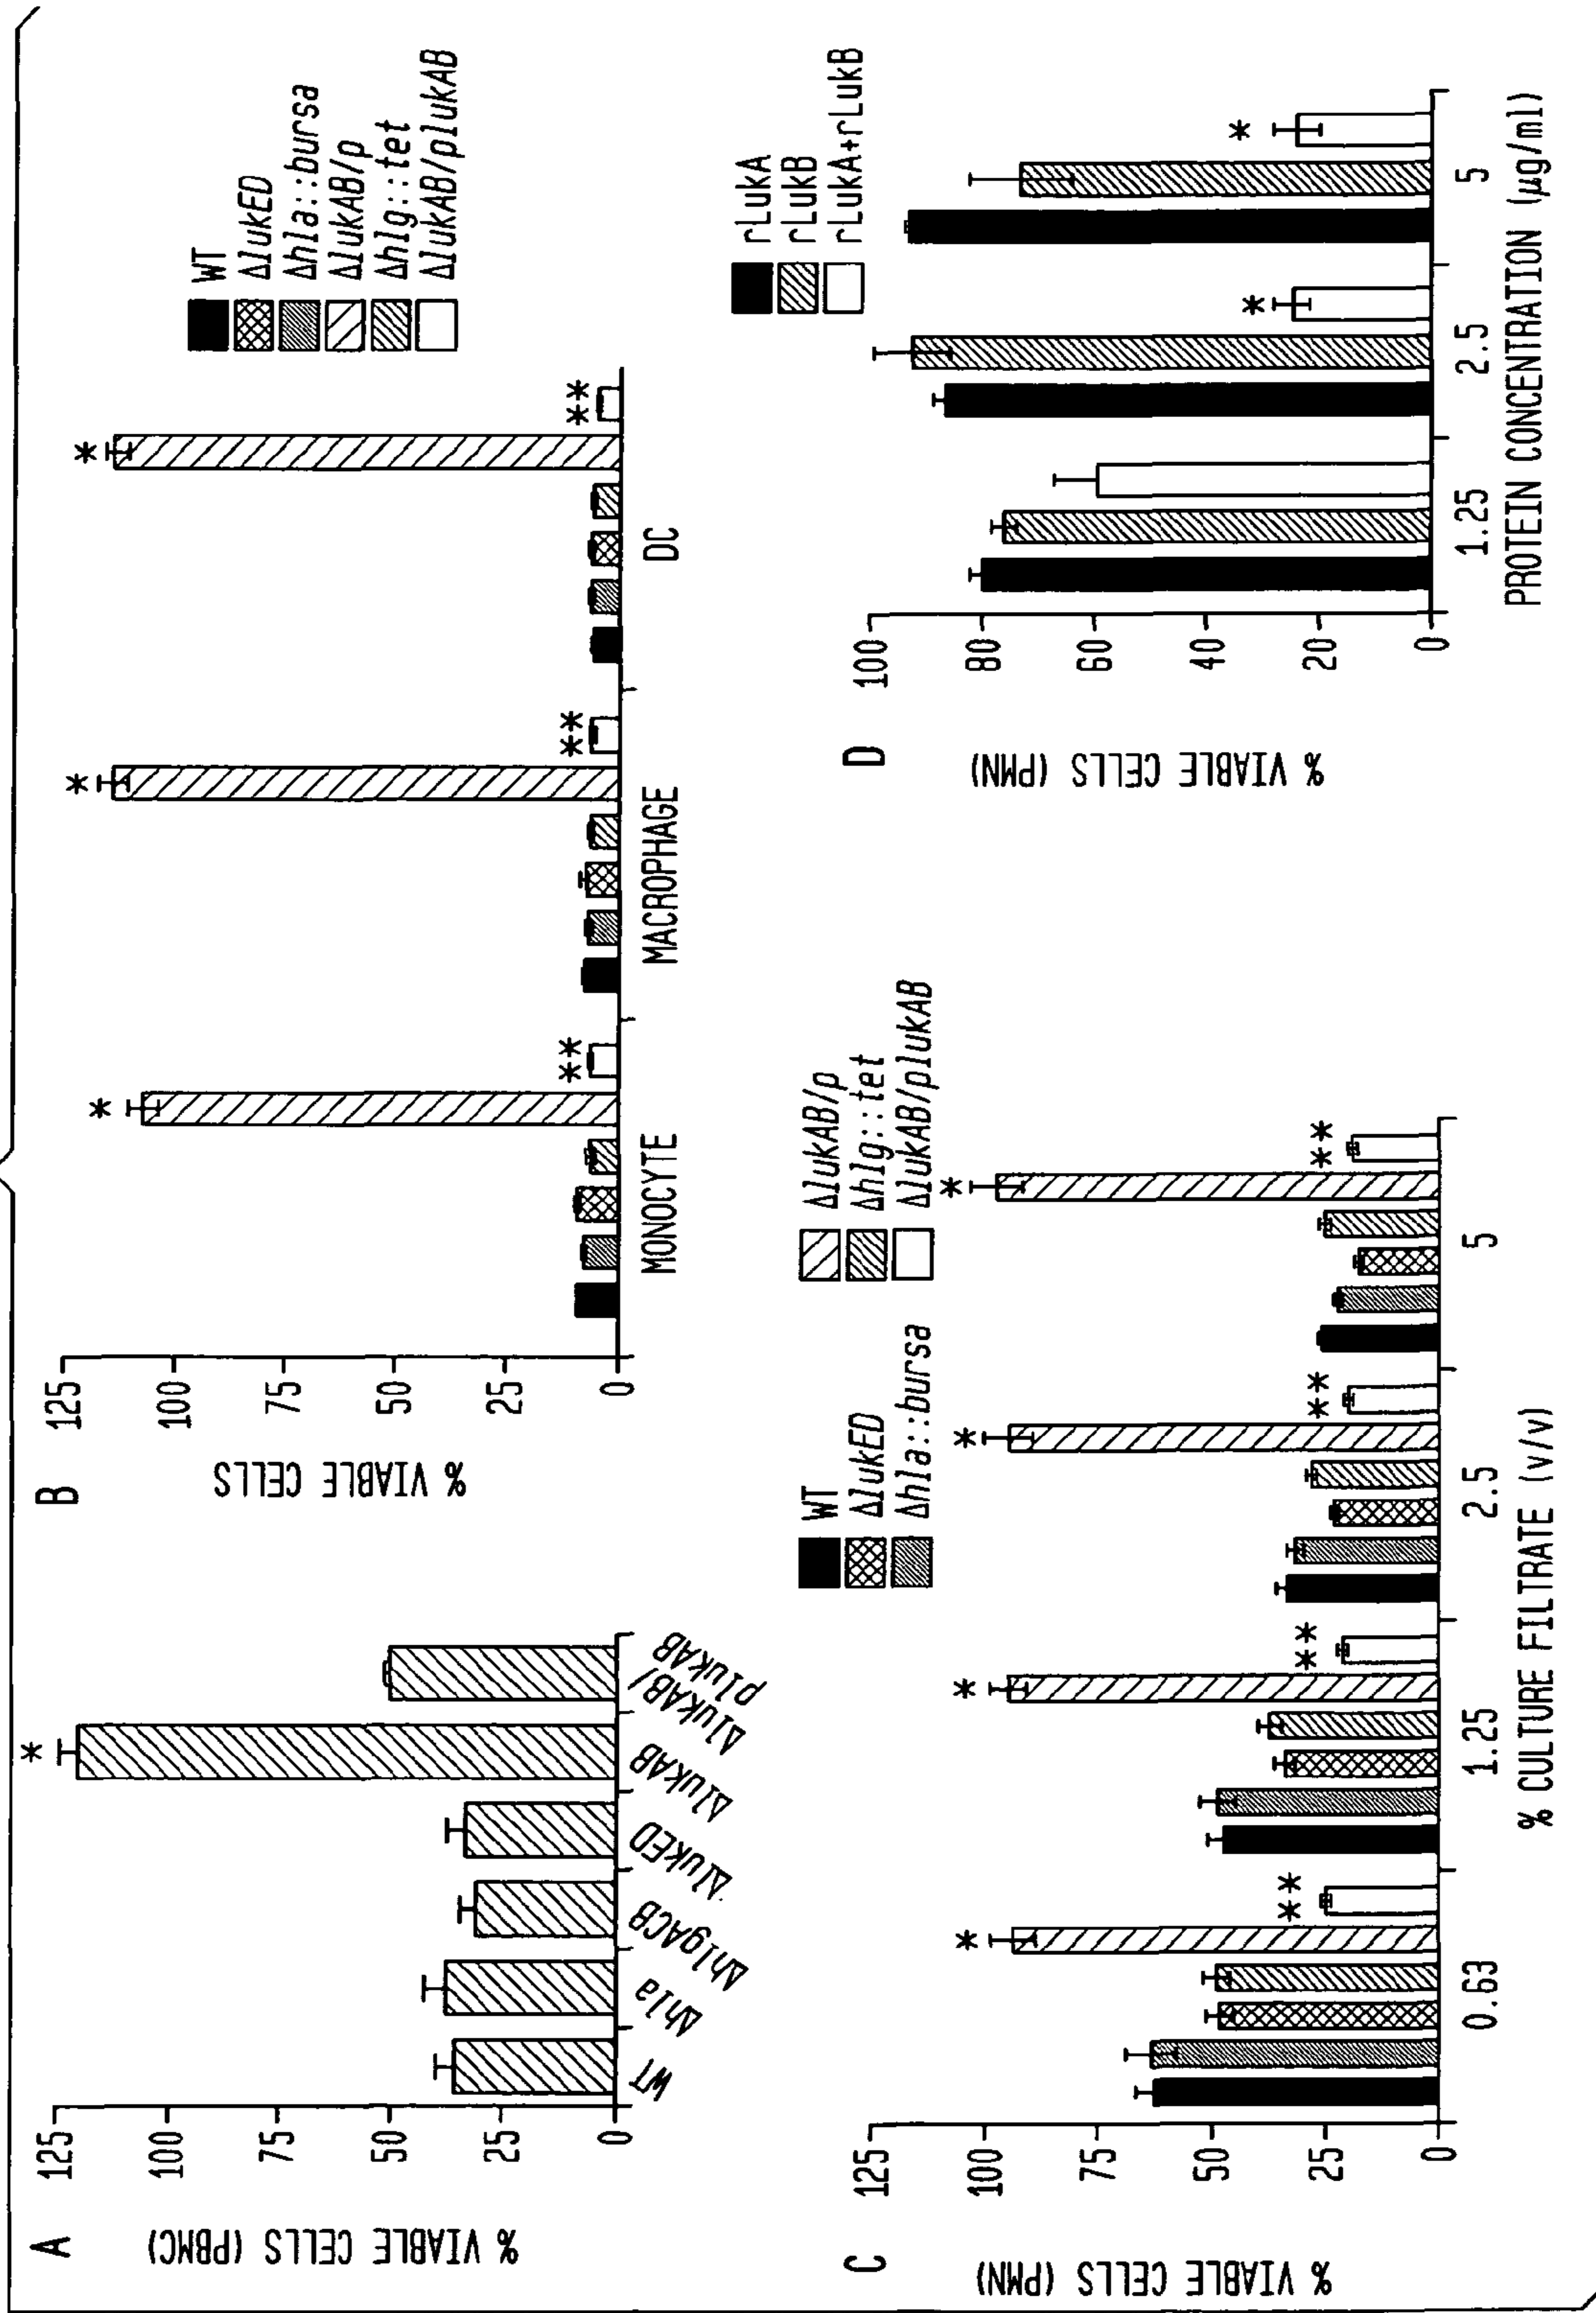 A
% VIABLE CELLS (PBMC)
125
100
75
50
25
0
WT
Δhla
ΔhlgACB
ΔlukED
ΔlukAB
ΔlukAB/
plukAB
*
B
% VIABLE CELLS
125
100
75
50
25
0
MONOCYTE
MACROPHAGE
DC
*
**
*
**
*
**
WT
ΔlukED
Δhla::bursa
ΔlukAB/p
Δhlg::tet
ΔlukAB/plukAB
C
% VIABLE CELLS (PMN)
125
100
75
50
25
0
0.63
1.25
2.5
5
% CULTURE FILTRATE (v/v)
*
**
*
**
*
**
*
**
WT
ΔlukED
Δhla::bursa
ΔlukAB/p
Δhlg::tet
ΔlukAB/plukAB
D
% VIABLE CELLS (PMN)
100
80
60
40
20
0
1.25
2.5
5
PROTEIN CONCENTRATION (μg/ml)
*
*
rLukA
rLukB
rLukA+rLukB